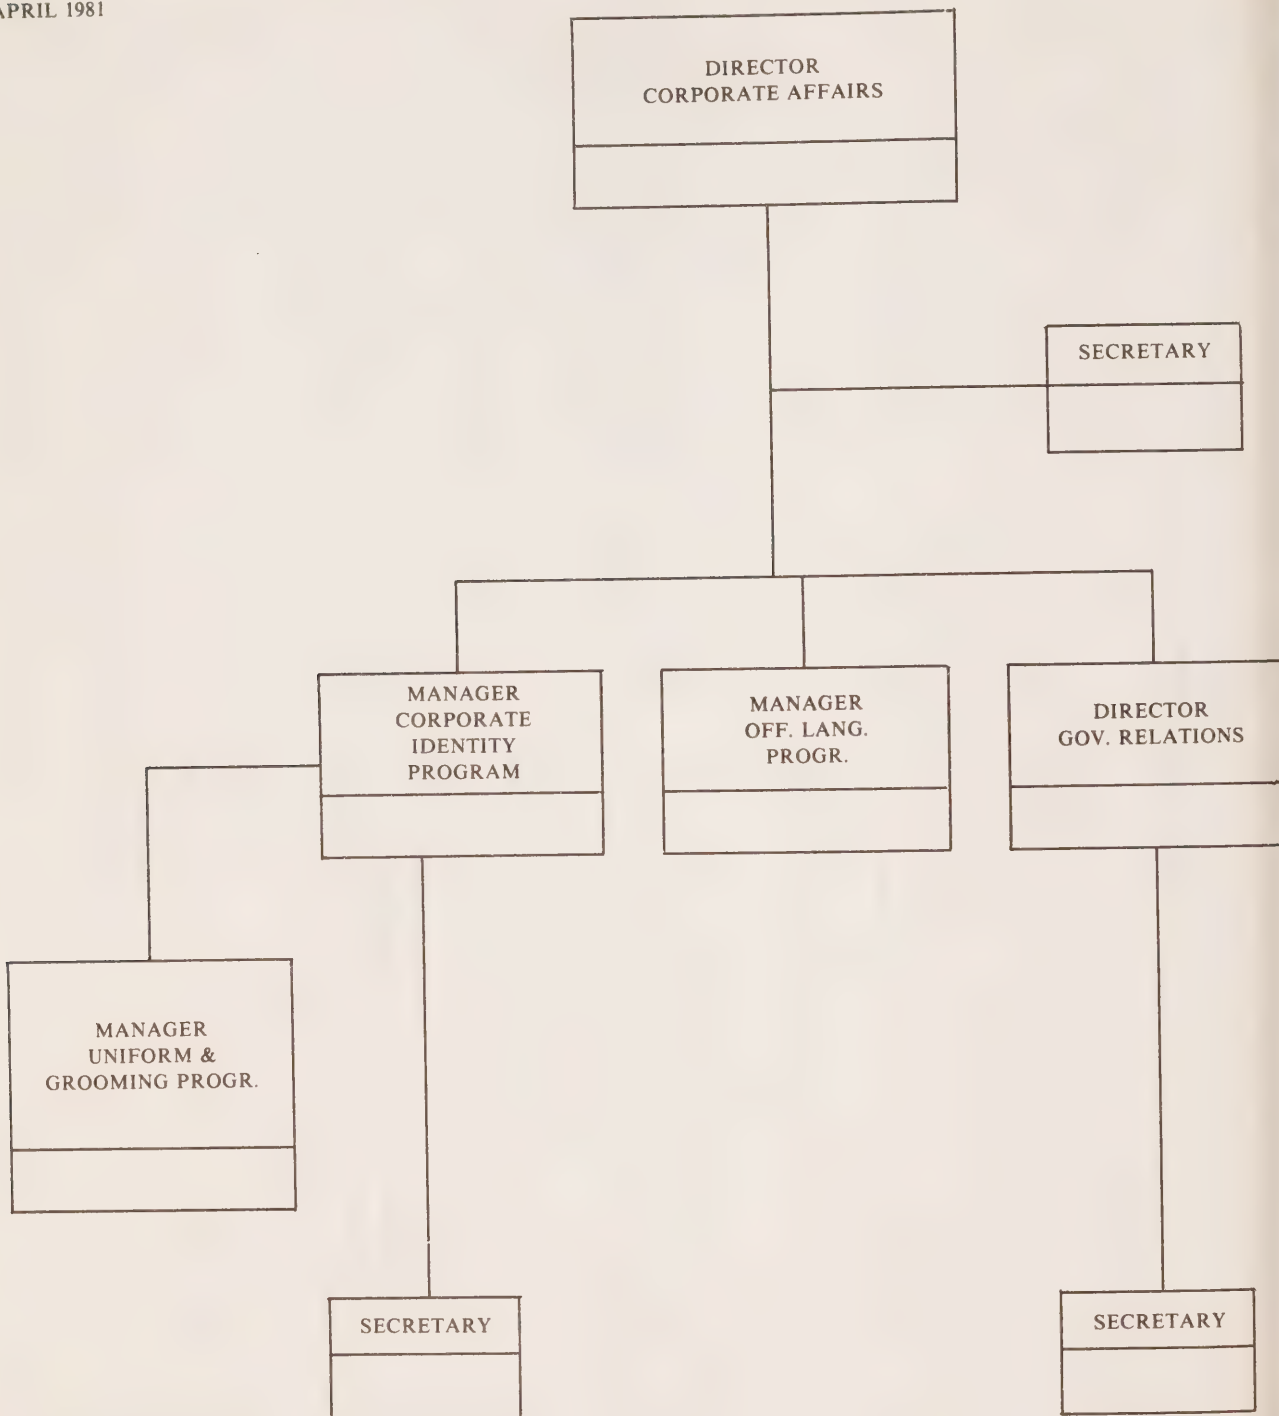 APRIL 1981
DIRECTOR
CORPORATE AFFAIRS
SECRETARY
MANAGER
CORPORATE
IDENTITY
PROGRAM
MANAGER
OFF. LANG.
PROGR.
DIRECTOR
GOV. RELATIONS
MANAGER
UNIFORM &
GROOMING PROGR.
SECRETARY
SECRETARY